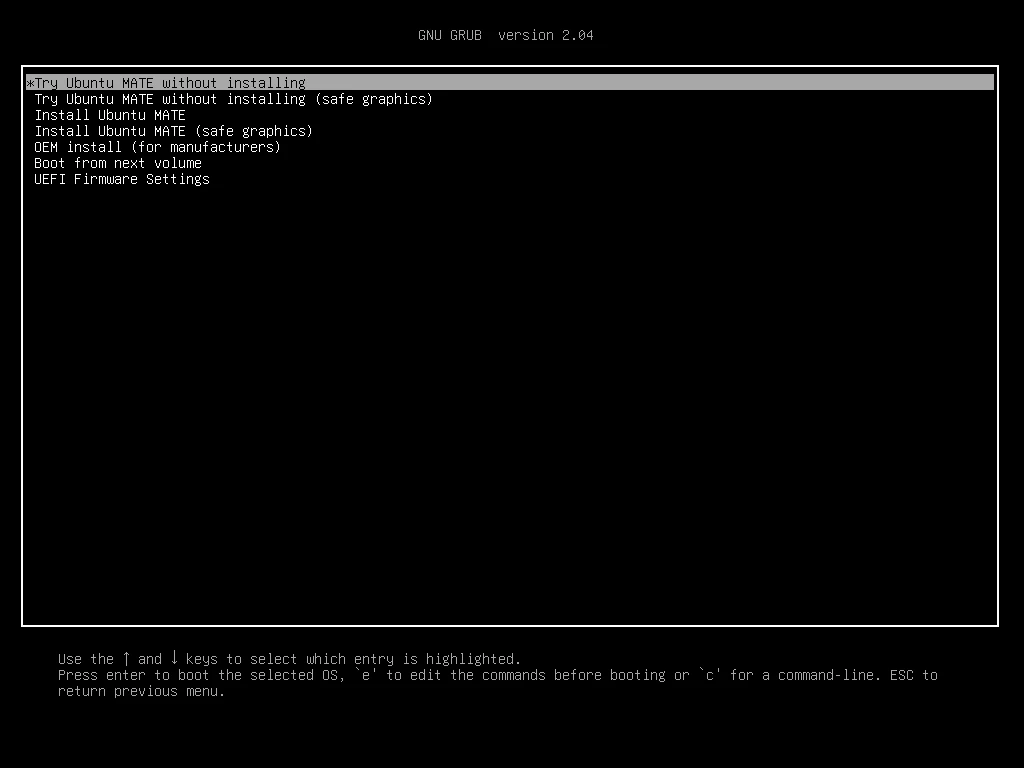 GNU GRUB  version 2.04
*Try Ubuntu MATE without installing
Try Ubuntu MATE without installing (safe graphics)
Install Ubuntu MATE
Install Ubuntu MATE (safe graphics)
OEM install (for manufacturers)
Boot from next volume
UEFI Firmware Settings
Use the ↑ and ↓ keys to select which entry is highlighted.
Press enter to boot the selected OS, `e' to edit the commands before booting or `c' for a command-line. ESC to
return previous menu.